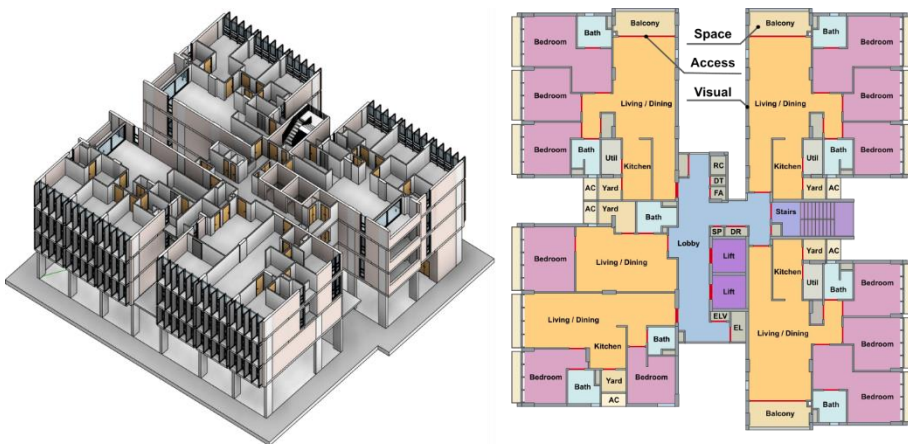 Balcony
Bath
Bedroom
Space
Access
Visual
Balcony
Bath
Bedroom
Bedroom
Living / Dining
Living / Dining
Bedroom
Bedroom
Bath
Util
Kitchen
Bedroom
RC
DT
FA
Kitchen
Util
Bath
Bedroom
AC
Yard
Yard
AC
AC
Yard
Bath
Stairs
Lobby
SP
DR
Bedroom
Living / Dining
Lift
Lift
Yard
AC
Kitchen
Util
Bath
Bedroom
Living / Dining
Kitchen
ELV
EL
Living / Dining
Bedroom
Bath
Bedroom
Bath
Yard
AC
Bedroom
Bath
Bedroom
Balcony